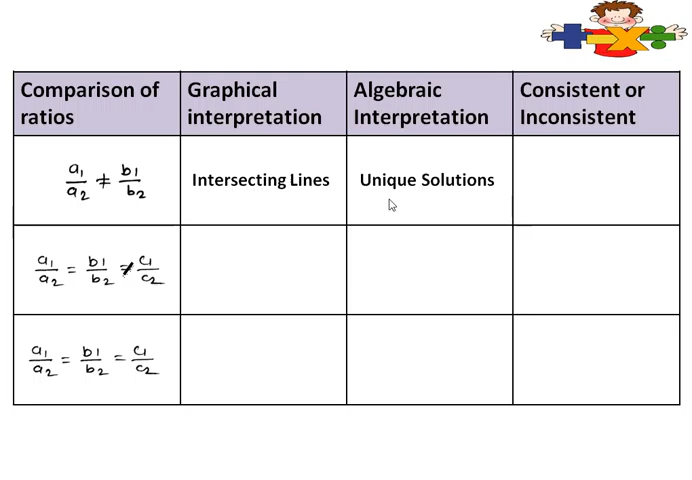 Comparison of ratios
Graphical interpretation
Algebraic Interpretation
Consistent or Inconsistent
a₁/a₂ ≠ b₁/b₂
Intersecting Lines
Unique Solutions
a₁/a₂ = b₁/b₂ ≠ c₁/c₂
a₁/a₂ = b₁/b₂ = c₁/c₂